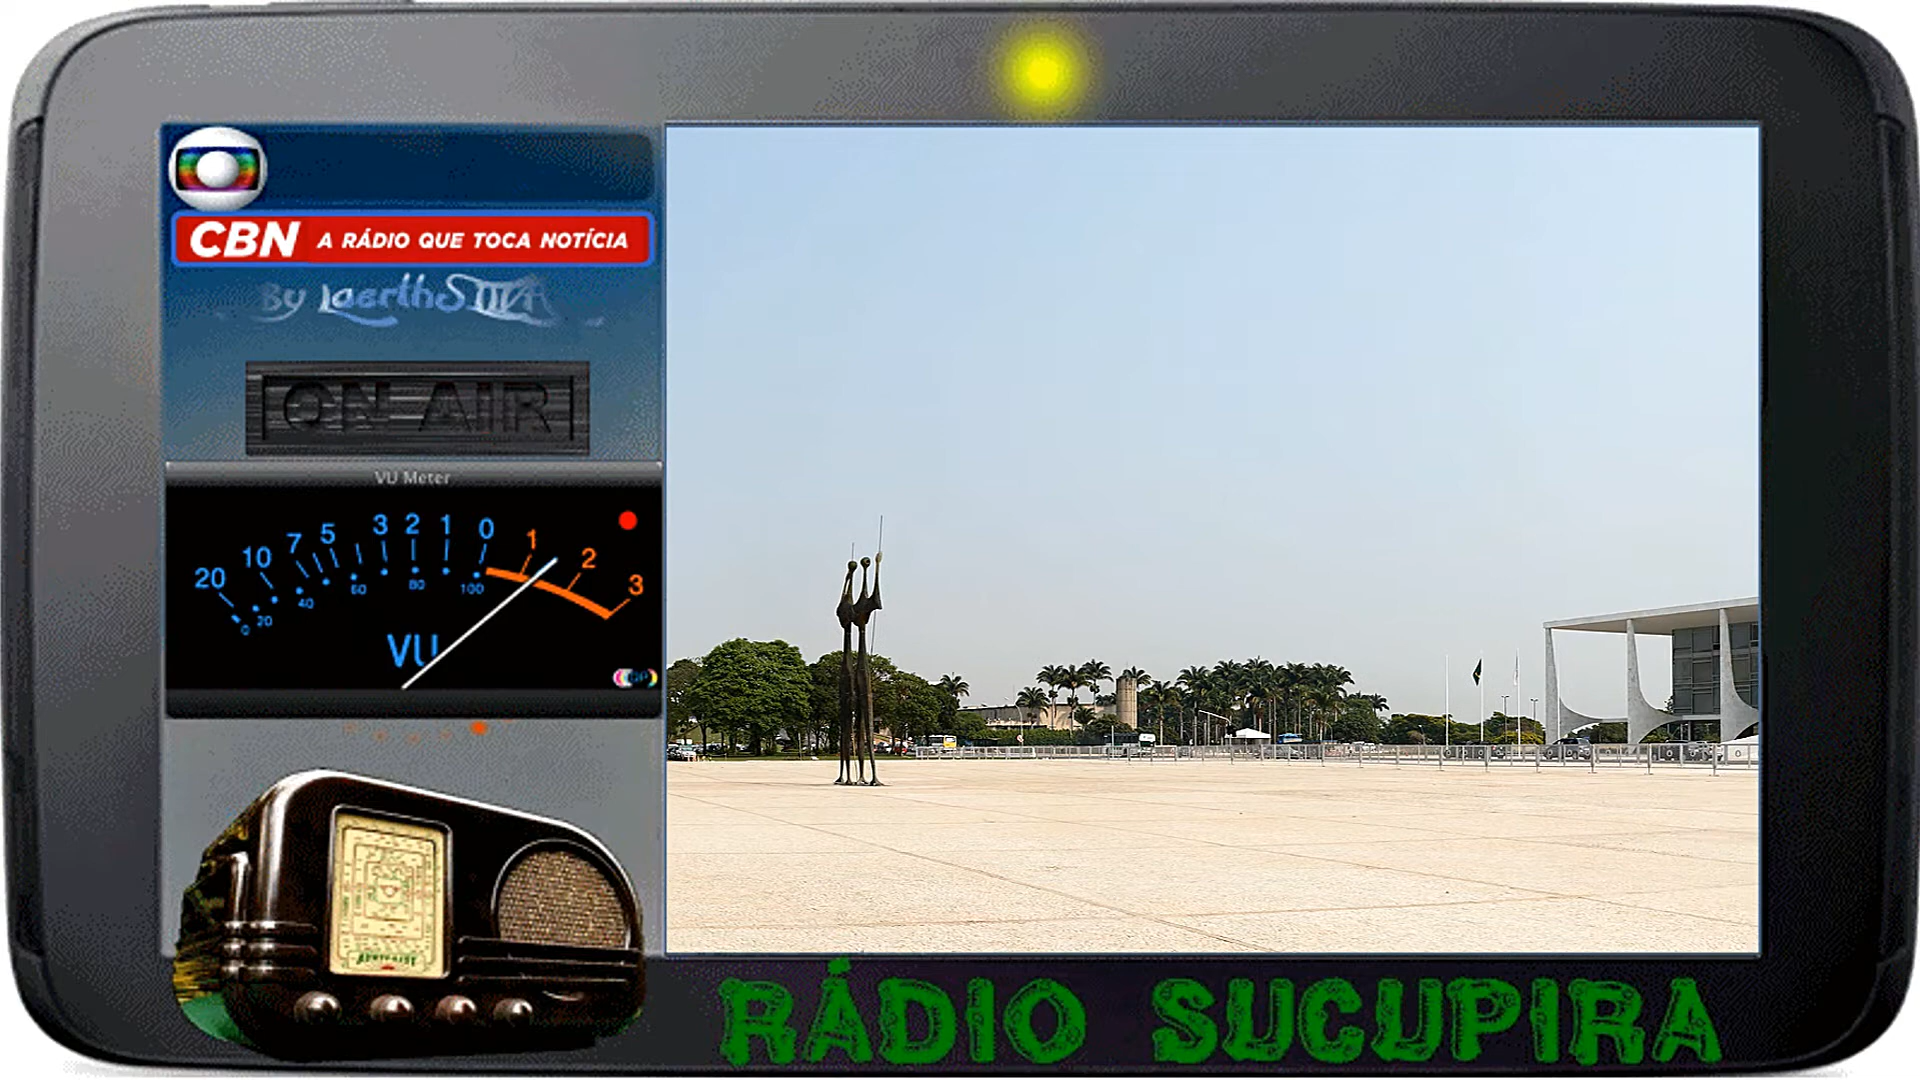 CBN A RÁDIO QUE TOCA NOTÍCIA
By LaerthSILVA
ON AIR
VU Meter
20 10 7 5 3 2 1 0 1 2 3
0 20 40 60 80 100
VU
RÁDIO SUCUPIRA